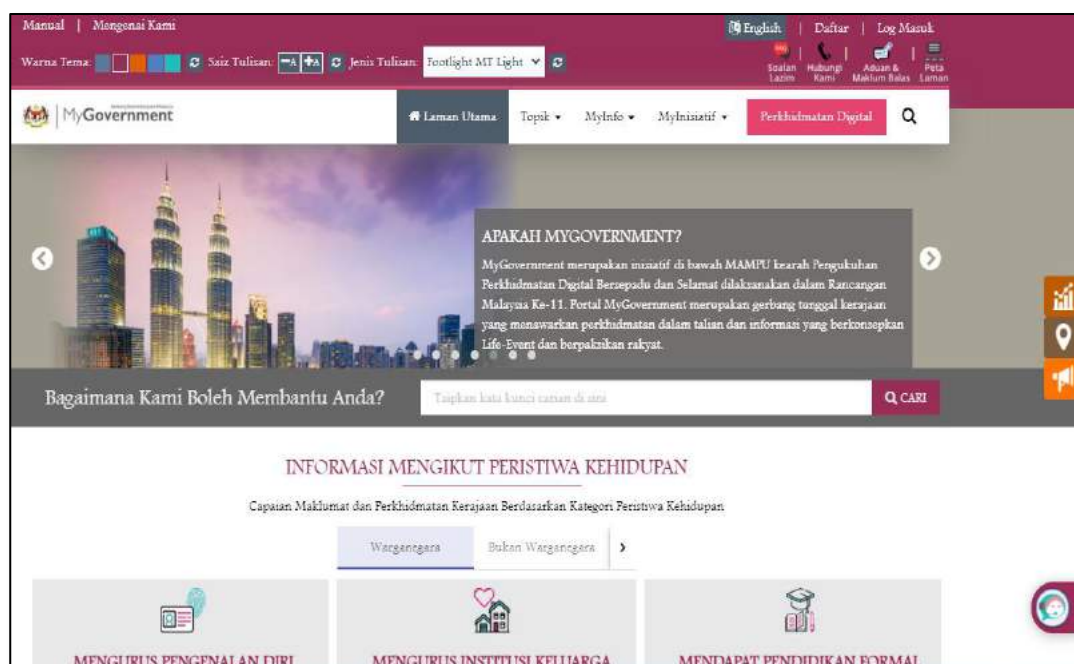 Manual | Mengenai Kami
English | Daftar | Log Masuk
Warna Tema: Saiz Tulisan: -A +A Jenis Tulisan: Footlight MT Light
Soalan Lazim
Hubungi Kami
Aduan & Maklum Balas
Peta Laman
MyGovernment
Laman Utama Topik MyInfo MyInisiatif Perkhidmatan Digital
APAKAH MYGOVERNMENT?
MyGovernment merupakan inisiatif di bawah MAMPU kearah Pengukuhan
Perkhidmatan Digital Bersepadu dan Selamat dilaksanakan dalam Rancangan
Malaysia Ke-11. Portal MyGovernment merupakan gerbang tunggal kerajaan
yang menawarkan perkhidmatan dalam talian dan informasi yang berkonsepkan
Life-Event dan berpaksikan rakyat.
Bagaimana Kami Boleh Membantu Anda?
Taipkan kata kunci carian di sini
CARI
INFORMASI MENGIKUT PERISTIWA KEHIDUPAN
Capaian Maklumat dan Perkhidmatan Kerajaan Berdasarkan Kategori Peristiwa Kehidupan
Warganegara Bukan Warganegara
MENGURUS PENGENALAN DIRI
MENGURUS INSTITUSI KELUARGA
MENDAPAT PENDIDIKAN FORMAL